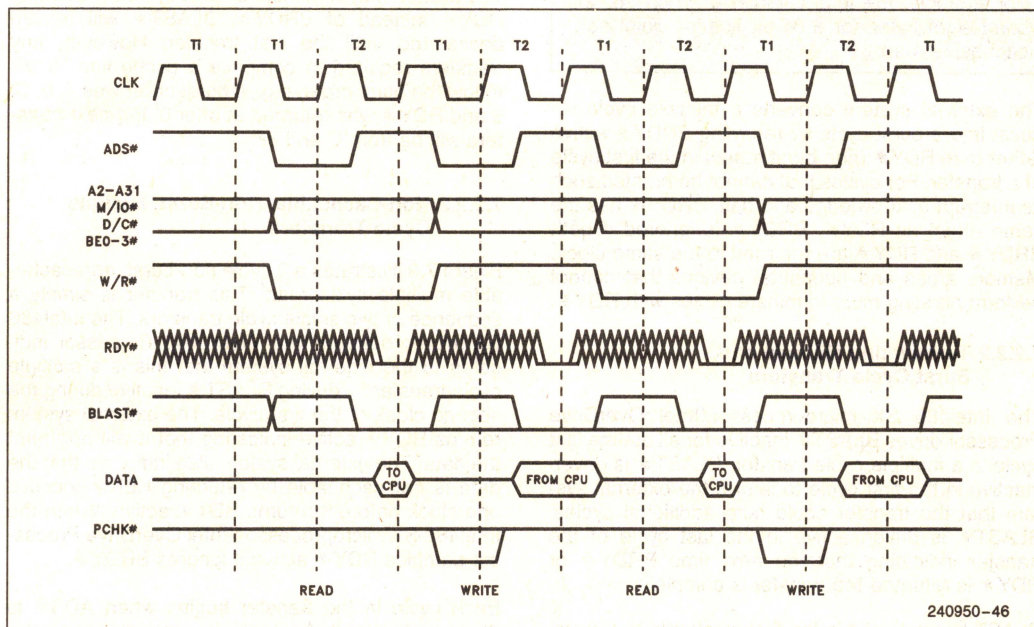 TI T1 T2 T1 T2 T1 T2 T1 T2 TI
CLK
ADS#
A2-A31
M/IO#
D/C#
BE0-3#
W/R#
RDY#
BLAST#
DATA
TO CPU
FROM CPU
TO CPU
FROM CPU
PCHK#
READ WRITE READ WRITE
240950-46